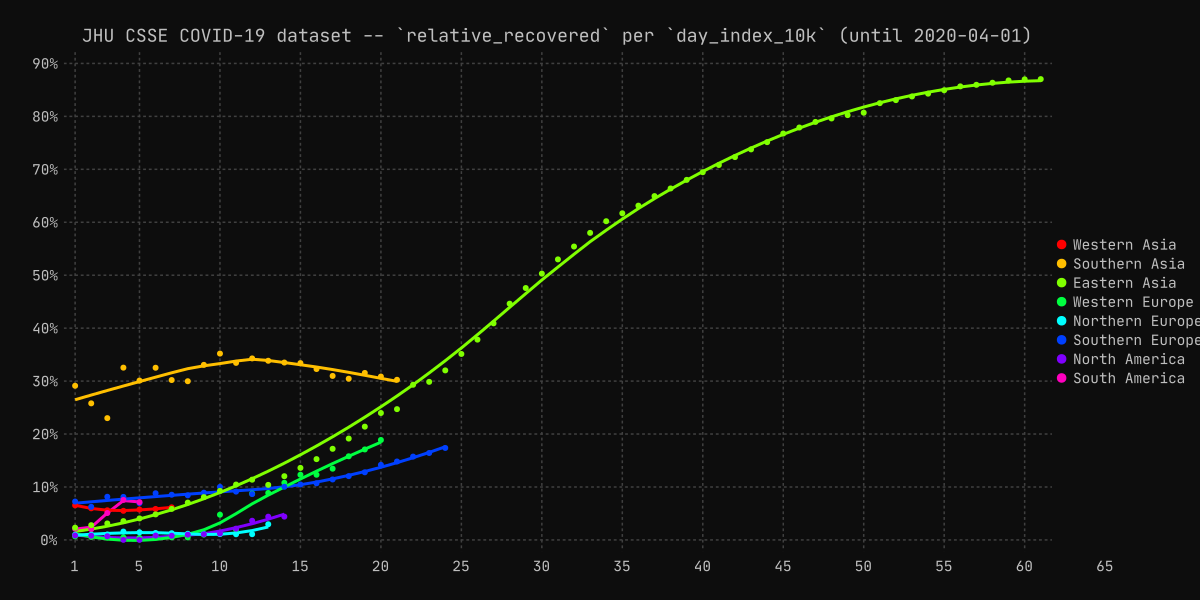 JHU CSSE COVID-19 dataset -- `relative_recovered` per `day_index_10k` (until 2020-04-01)
90%
80%
70%
60%
50%
40%
30%
20%
10%
0%
1 5 10 15 20 25 30 35 40 45 50 55 60 65
Western Asia
Southern Asia
Eastern Asia
Western Europe
Northern Europe
Southern Europe
North America
South America